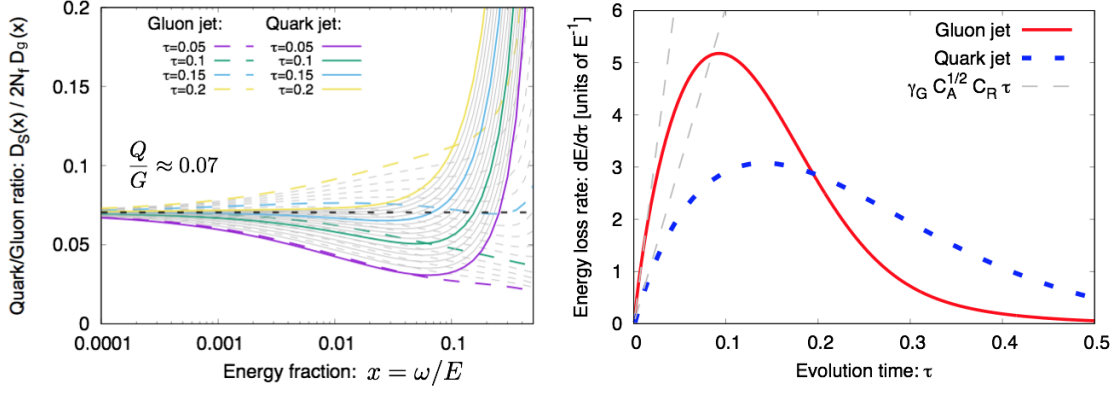 Quark/Gluon ratio: D_S(x) / 2N_f D_g(x)
0.2
0.15
0.1
0.05
0
Gluon jet:
τ=0.05
τ=0.1
τ=0.15
τ=0.2
Quark jet:
τ=0.05
τ=0.1
τ=0.15
τ=0.2
Q/G ≈ 0.07
0.0001
0.001
0.01
0.1
Energy fraction: x = ω/E
Energy loss rate: dE/dτ [units of E^-1]
6
5
4
3
2
1
0
Gluon jet
Quark jet
γ_G C_A^1/2 C_R τ
0
0.1
0.2
0.3
0.4
0.5
Evolution time: τ